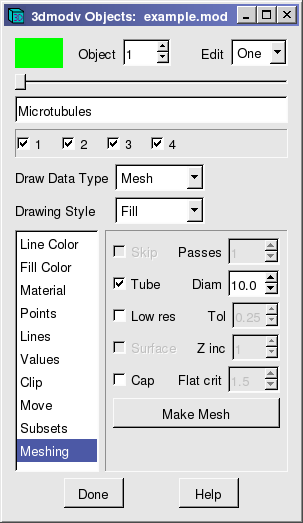 3dmodv Objects: example.mod
Object 1 Edit One
Microtubules
1 2 3 4
Draw Data Type Mesh
Drawing Style Fill
Line Color
Fill Color
Material
Points
Lines
Values
Clip
Move
Subsets
Meshing
Skip Passes 1
Tube Diam 10.0
Low res Tol 0.25
Surface Z inc 1
Cap Flat crit 1.5
Make Mesh
Done Help